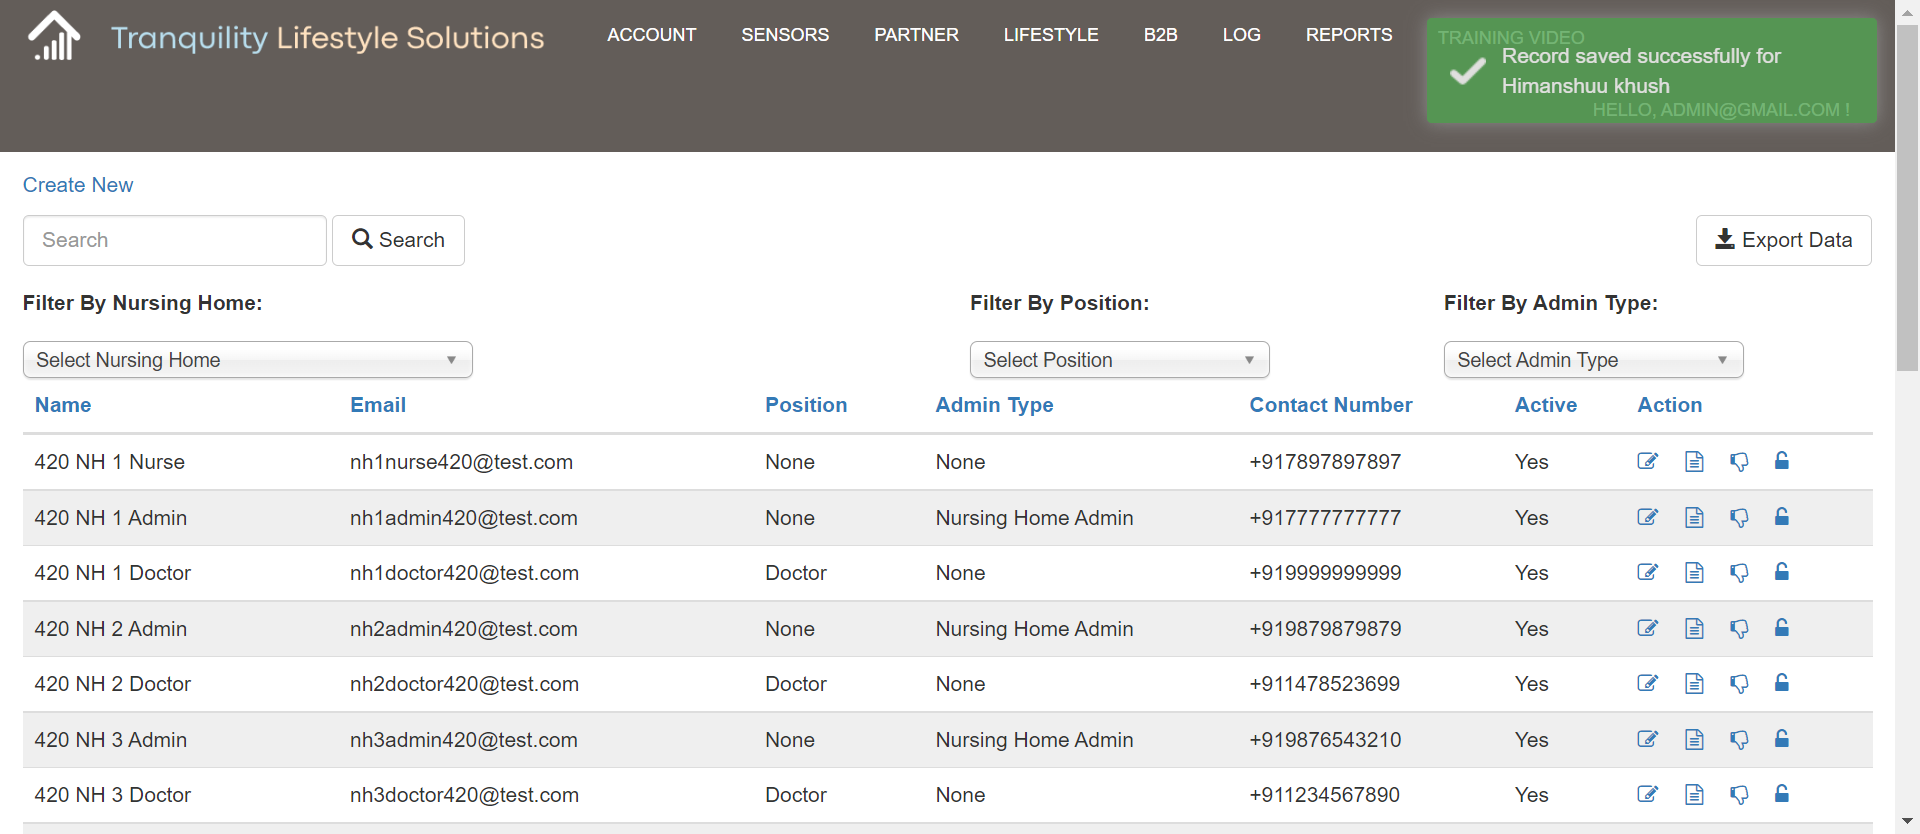 Tranquility Lifestyle Solutions
ACCOUNT SENSORS PARTNER LIFESTYLE B2B LOG REPORTS
TRAINING VIDEO
Record saved successfully for
Himanshuu khush
HELLO, ADMIN@GMAIL.COM !
Create New
Search Search Export Data
Filter By Nursing Home: Filter By Position: Filter By Admin Type:
Select Nursing Home Select Position Select Admin Type
Name Email Position Admin Type Contact Number Active Action
420 NH 1 Nurse nh1nurse420@test.com None None +917897897897 Yes
420 NH 1 Admin nh1admin420@test.com None Nursing Home Admin +917777777777 Yes
420 NH 1 Doctor nh1doctor420@test.com Doctor None +919999999999 Yes
420 NH 2 Admin nh2admin420@test.com None Nursing Home Admin +919879879879 Yes
420 NH 2 Doctor nh2doctor420@test.com Doctor None +911478523699 Yes
420 NH 3 Admin nh3admin420@test.com None Nursing Home Admin +919876543210 Yes
420 NH 3 Doctor nh3doctor420@test.com Doctor None +911234567890 Yes